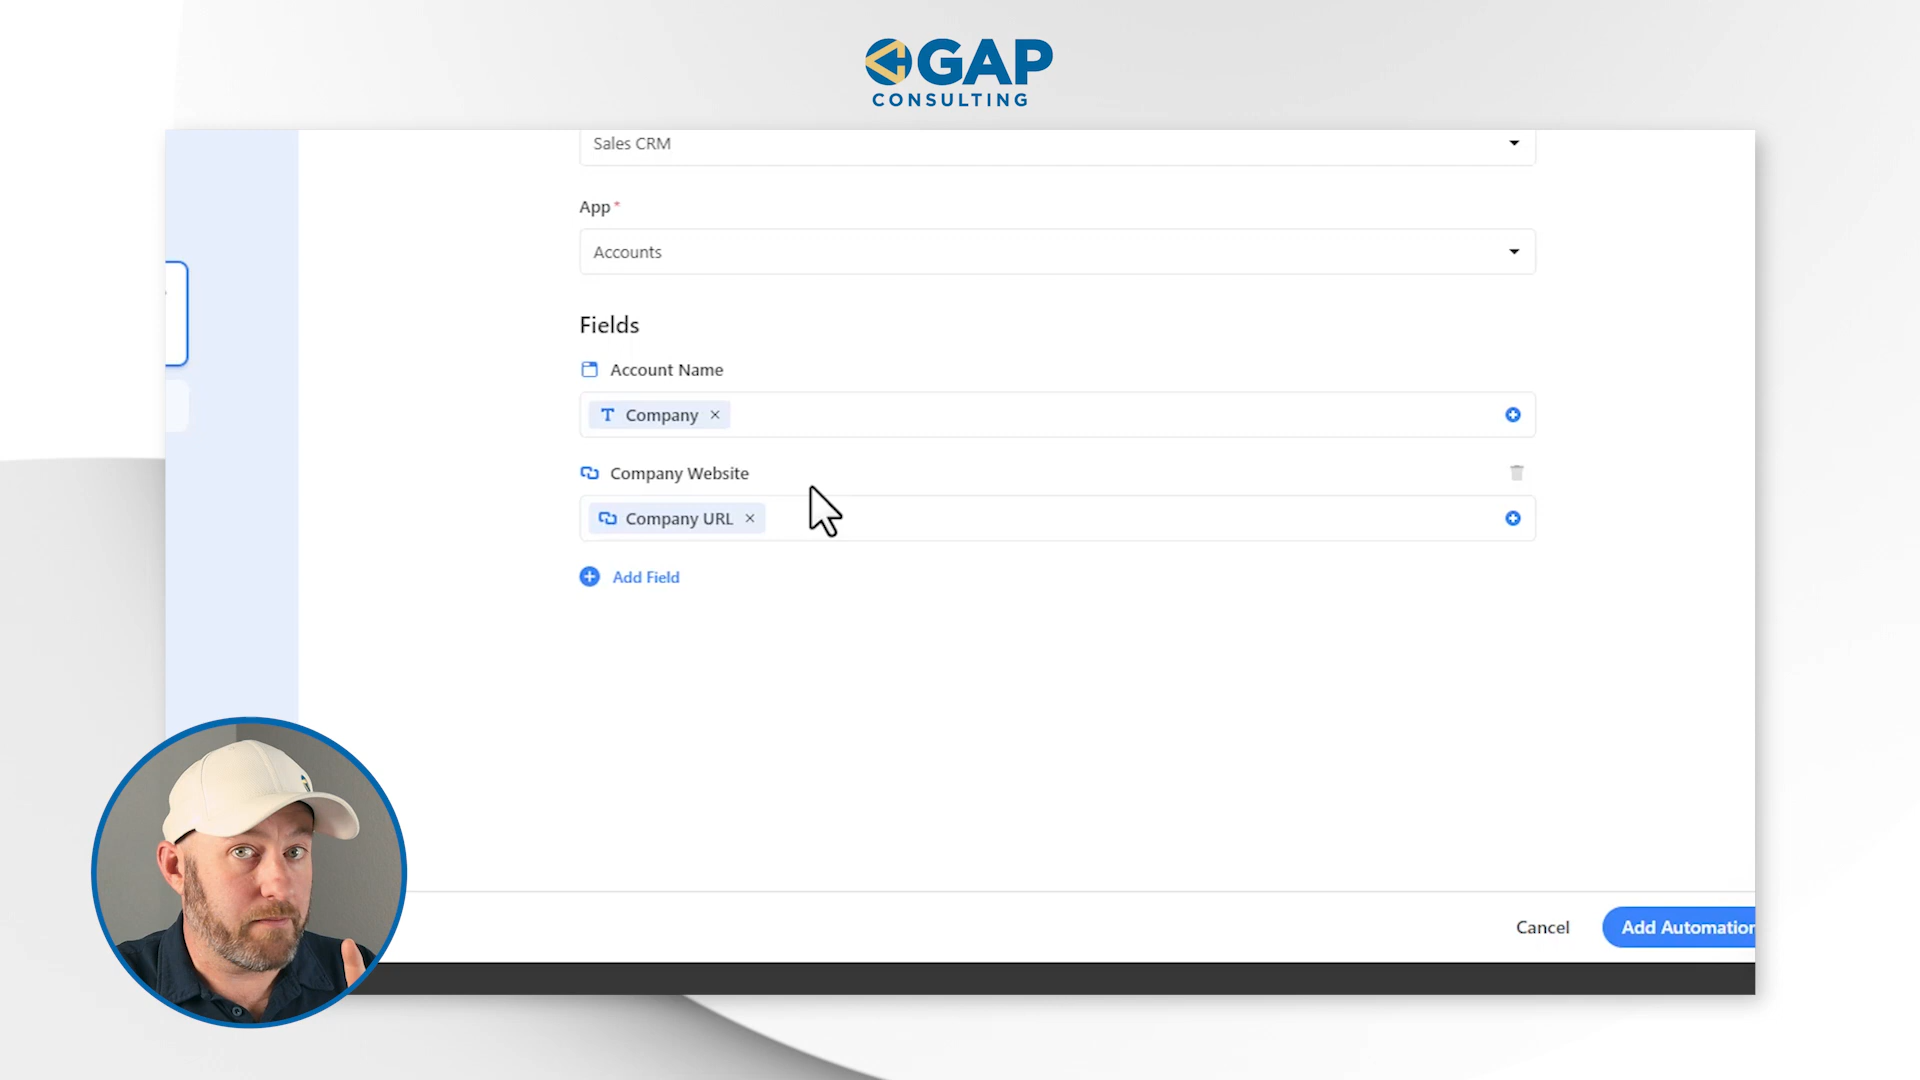 GAP
CONSULTING
Sales CRM
App *
Accounts
Fields
Account Name
T Company ×
Company Website
Company URL ×
Add Field
Cancel
Add Automation